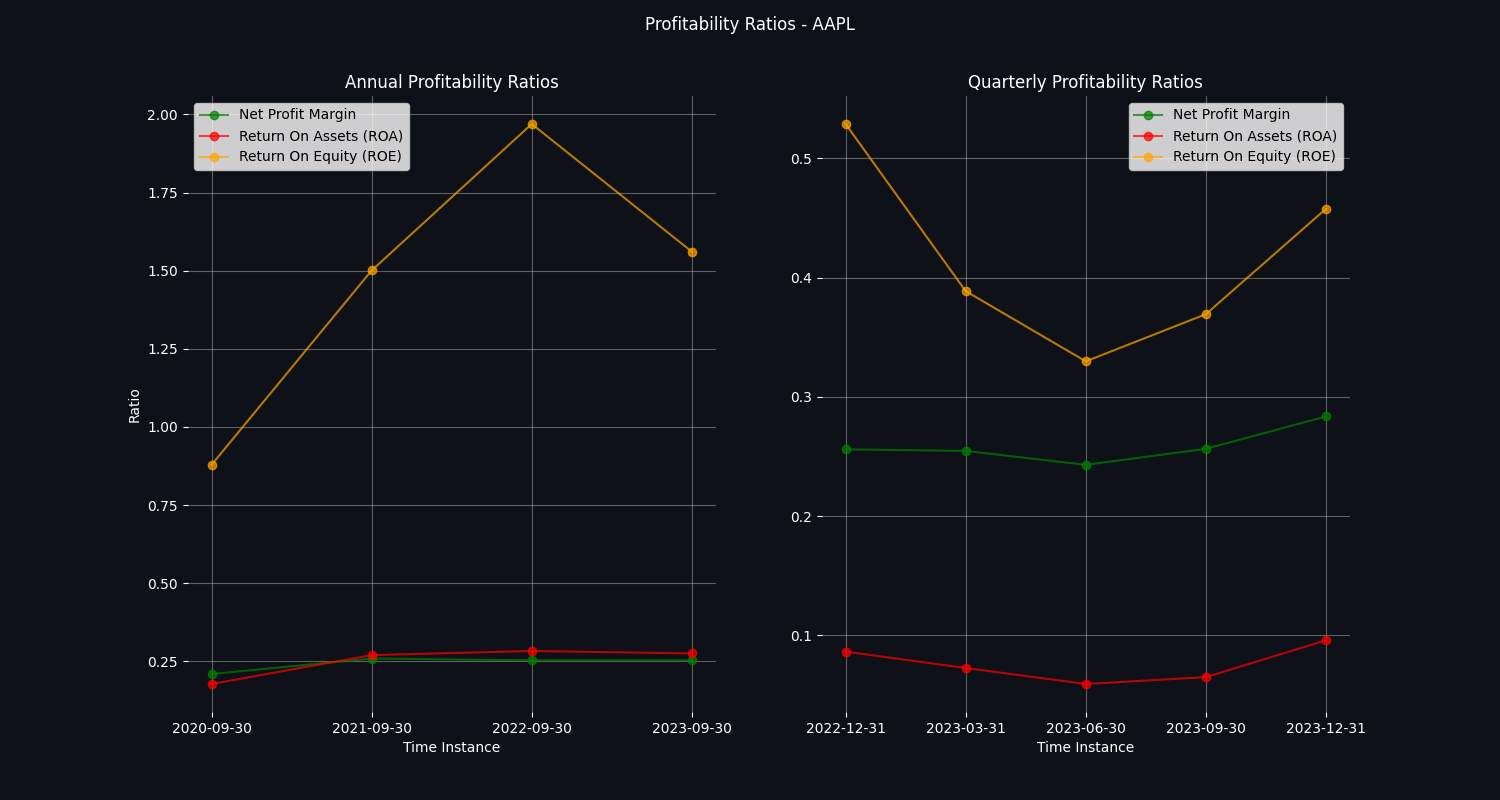 Profitability Ratios - AAPL
Annual Profitability Ratios
Net Profit Margin
Return On Assets (ROA)
Return On Equity (ROE)
2.00
1.75
1.50
1.25
1.00
0.75
0.50
0.25
Ratio
2020-09-30 2021-09-30 2022-09-30 2023-09-30
Time Instance
Quarterly Profitability Ratios
Net Profit Margin
Return On Assets (ROA)
Return On Equity (ROE)
0.5
0.4
0.3
0.2
0.1
2022-12-31 2023-03-31 2023-06-30 2023-09-30 2023-12-31
Time Instance